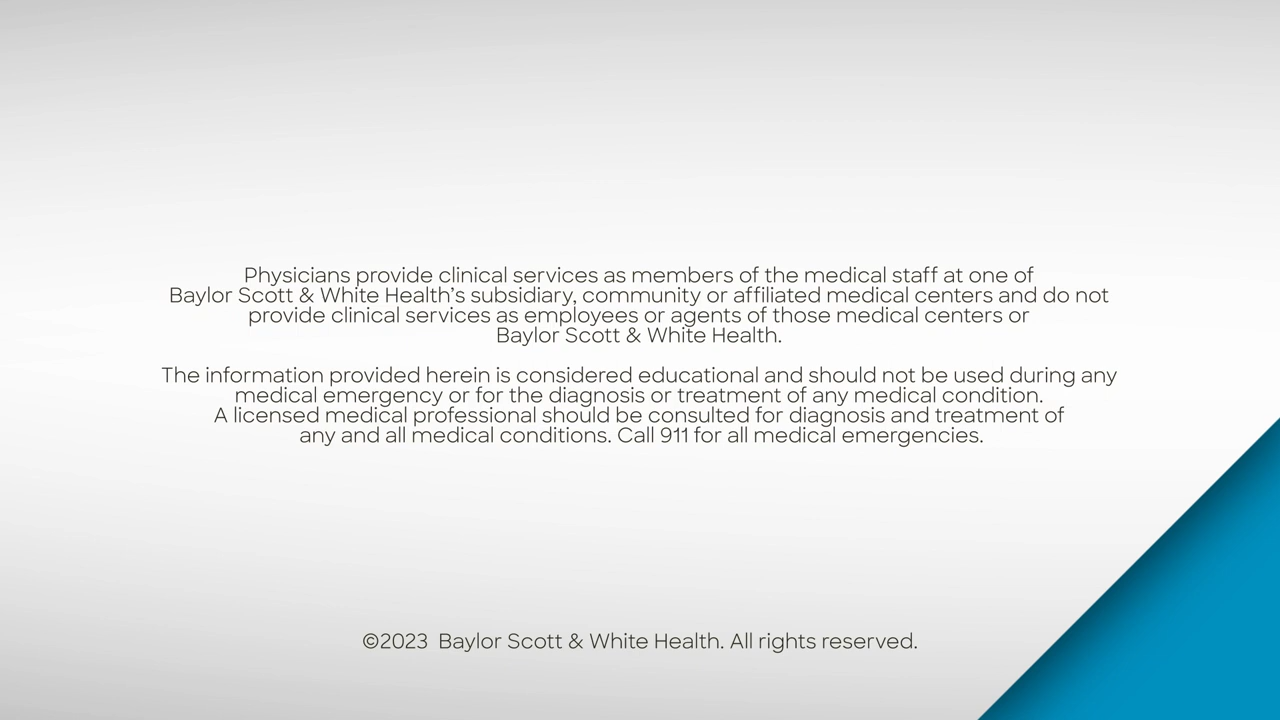 Physicians provide clinical services as members of the medical staff at one of
Baylor Scott & White Health's subsidiary, community or affiliated medical centers and do not
provide clinical services as employees or agents of those medical centers or
Baylor Scott & White Health.
The information provided herein is considered educational and should not be used during any
medical emergency or for the diagnosis or treatment of any medical condition.
A licensed medical professional should be consulted for diagnosis and treatment of
any and all medical conditions. Call 911 for all medical emergencies.
©2023 Baylor Scott & White Health. All rights reserved.